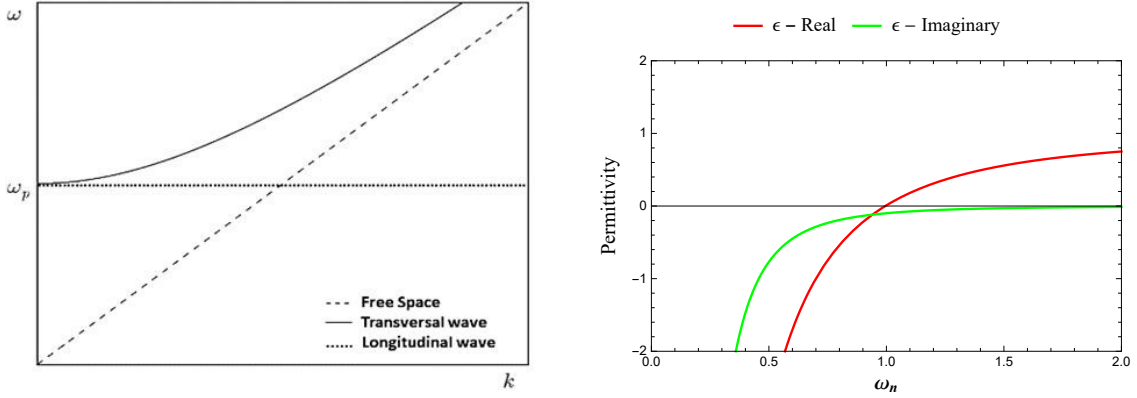 ω
ω_p
Free Space
Transversal wave
Longitudinal wave
k
ϵ – Real ϵ – Imaginary
2
1
0
−1
−2
Permittivity
0.0 0.5 1.0 1.5 2.0
ω_n